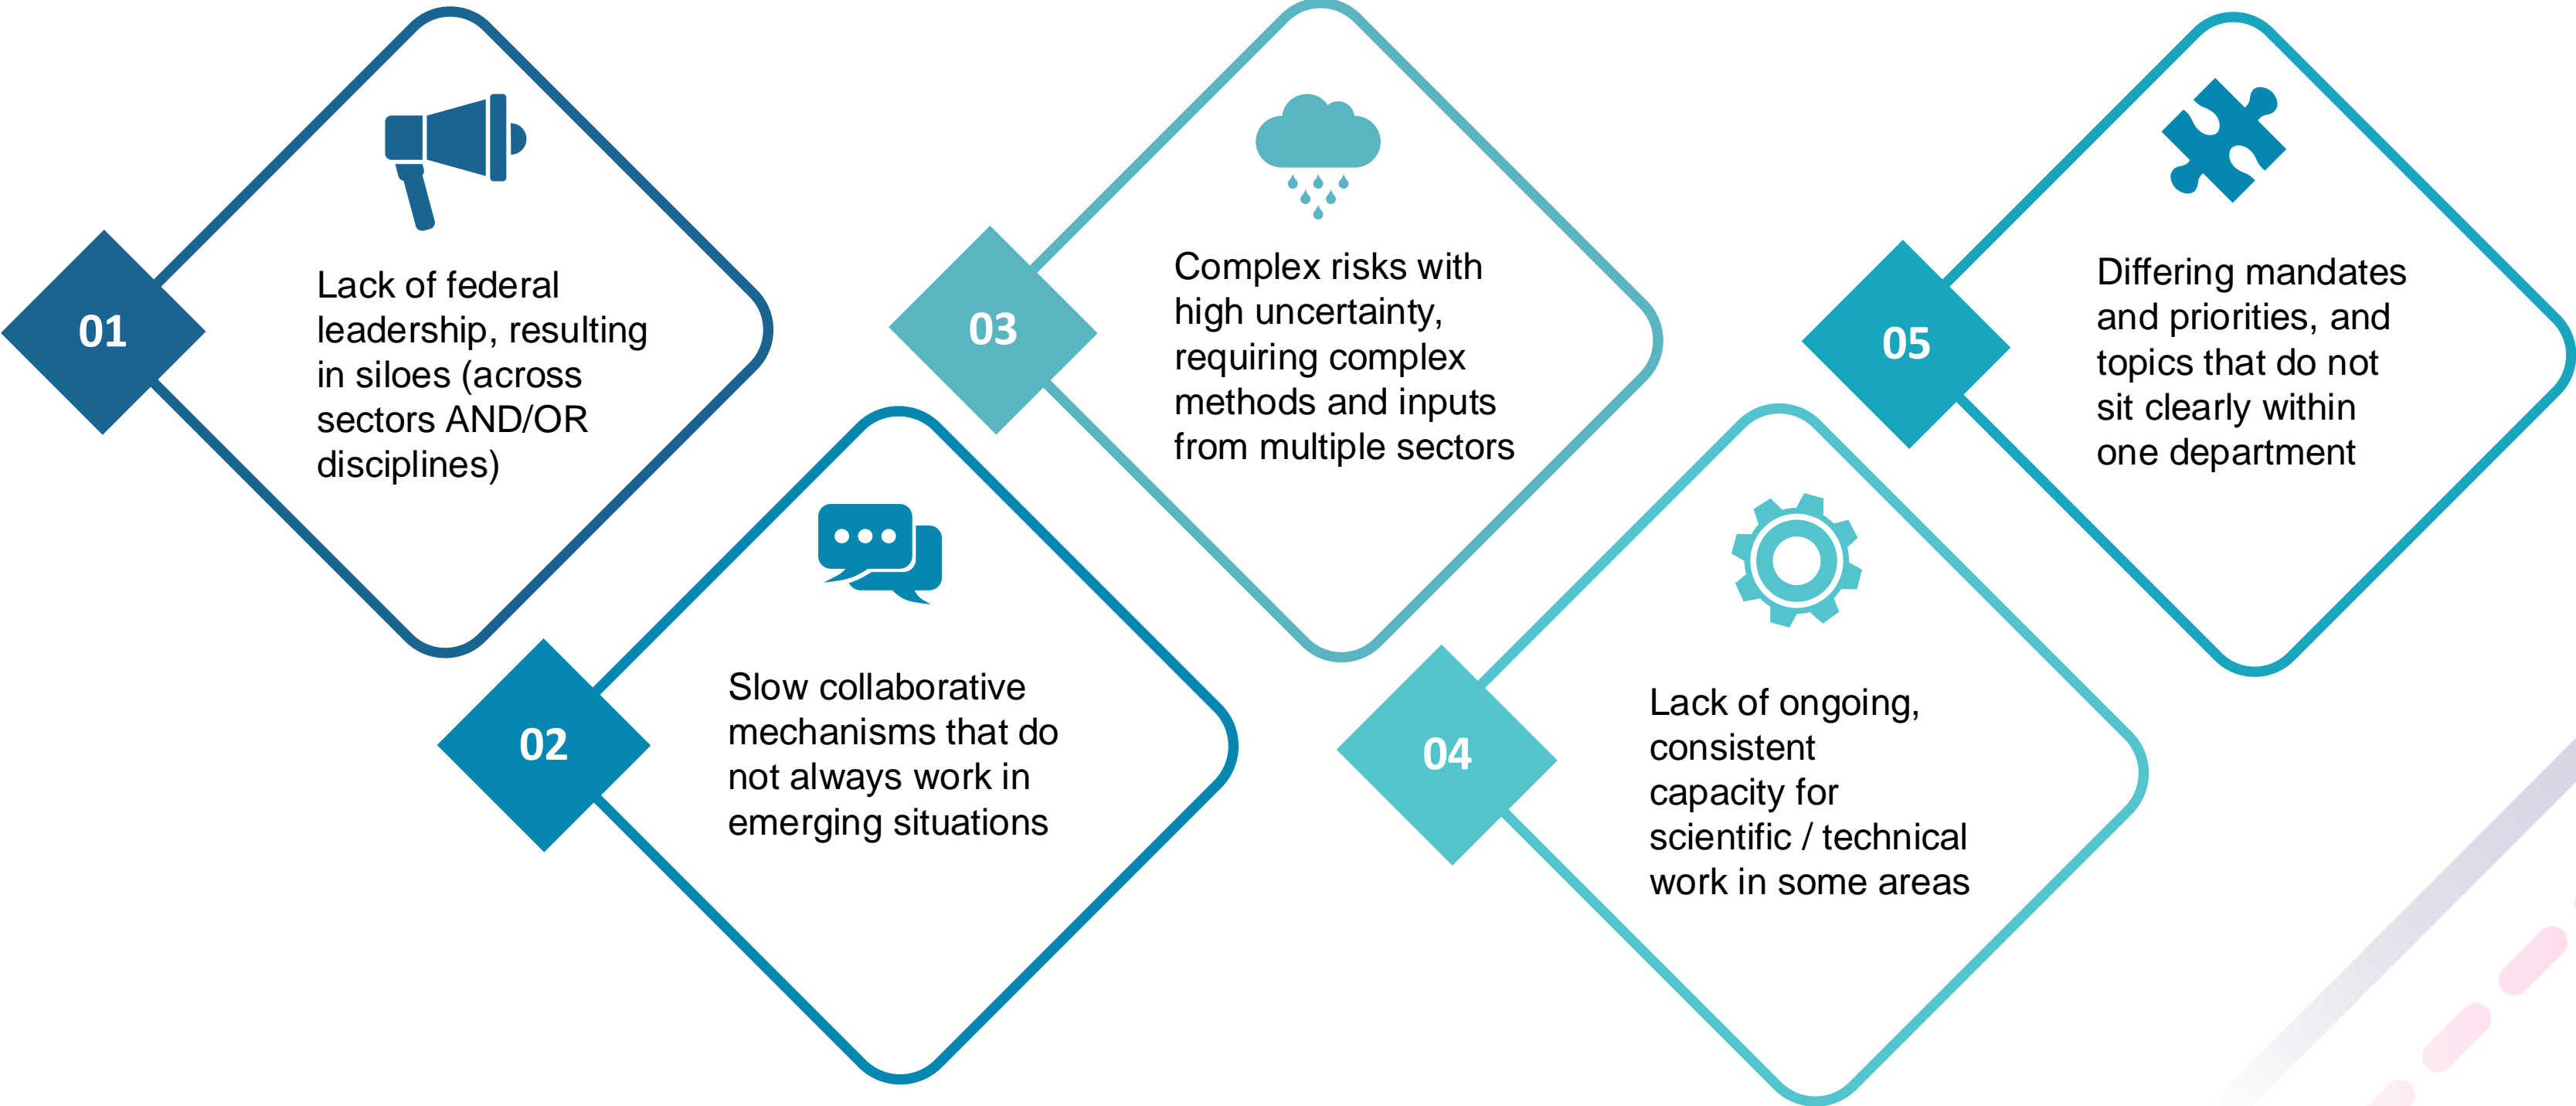 01
Lack of federal
leadership, resulting
in siloes (across
sectors AND/OR
disciplines)
02
Slow collaborative
mechanisms that do
not always work in
emerging situations
03
Complex risks with
high uncertainty,
requiring complex
methods and inputs
from multiple sectors
04
Lack of ongoing,
consistent
capacity for
scientific / technical
work in some areas
05
Differing mandates
and priorities, and
topics that do not
sit clearly within
one department